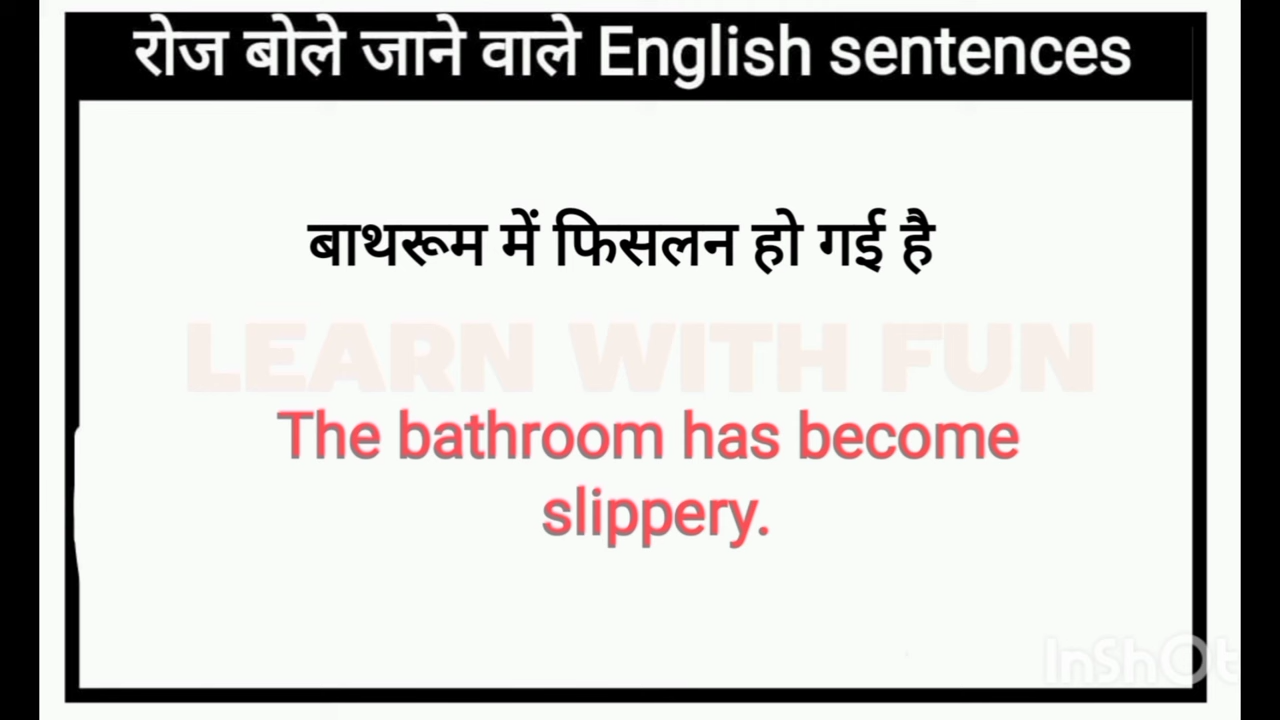 रोज बोले जाने वाले English sentences
बाथरूम में फिसलन हो गई है
LEARN WITH FUN
The bathroom has become
slippery.
InShOt